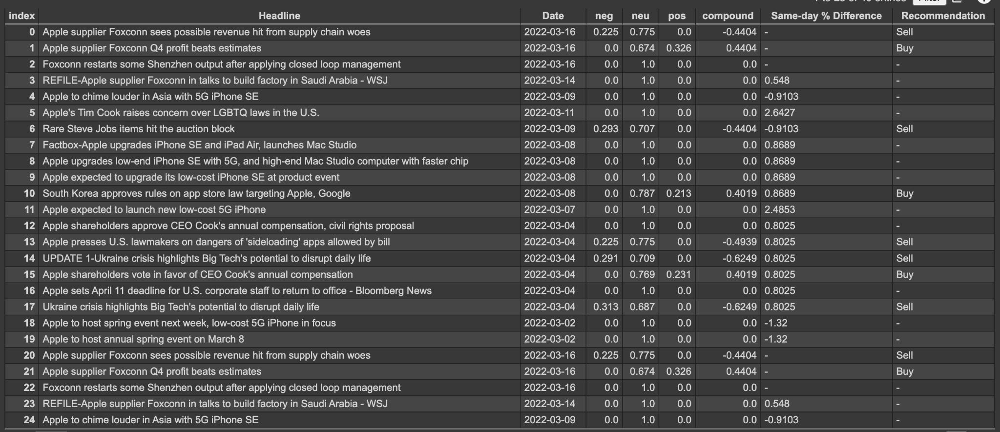 index Headline Date neg neu pos compound Same-day % Difference Recommendation
0 Apple supplier Foxconn sees possible revenue hit from supply chain woes 2022-03-16 0.225 0.775 0.0 -0.4404 - Sell
1 Apple supplier Foxconn Q4 profit beats estimates 2022-03-16 0.0 0.674 0.326 0.4404 - Buy
2 Foxconn restarts some Shenzhen output after applying closed loop management 2022-03-16 0.0 1.0 0.0 0.0 - -
3 REFILE-Apple supplier Foxconn in talks to build factory in Saudi Arabia - WSJ 2022-03-14 0.0 1.0 0.0 0.0 0.548 -
4 Apple to chime louder in Asia with 5G iPhone SE 2022-03-09 0.0 1.0 0.0 0.0 -0.9103 -
5 Apple's Tim Cook raises concern over LGBTQ laws in the U.S. 2022-03-11 0.0 1.0 0.0 0.0 2.6427 -
6 Rare Steve Jobs items hit the auction block 2022-03-09 0.293 0.707 0.0 -0.4404 -0.9103 Sell
7 Factbox-Apple upgrades iPhone SE and iPad Air, launches Mac Studio 2022-03-08 0.0 1.0 0.0 0.0 0.8689 -
8 Apple upgrades low-end iPhone SE with 5G, and high-end Mac Studio computer with faster chip 2022-03-08 0.0 1.0 0.0 0.0 0.8689 -
9 Apple expected to upgrade its low-cost iPhone SE at product event 2022-03-08 0.0 1.0 0.0 0.0 0.8689 -
10 South Korea approves rules on app store law targeting Apple, Google 2022-03-08 0.0 0.787 0.213 0.4019 0.8689 Buy
11 Apple expected to launch new low-cost 5G iPhone 2022-03-07 0.0 1.0 0.0 0.0 2.4853 -
12 Apple shareholders approve CEO Cook's annual compensation, civil rights proposal 2022-03-04 0.0 1.0 0.0 0.0 0.8025 -
13 Apple presses U.S. lawmakers on dangers of 'sideloading' apps allowed by bill 2022-03-04 0.225 0.775 0.0 -0.4939 0.8025 Sell
14 UPDATE 1-Ukraine crisis highlights Big Tech's potential to disrupt daily life 2022-03-04 0.291 0.709 0.0 -0.6249 0.8025 Sell
15 Apple shareholders vote in favor of CEO Cook's annual compensation 2022-03-04 0.0 0.769 0.231 0.4019 0.8025 Buy
16 Apple sets April 11 deadline for U.S. corporate staff to return to office - Bloomberg News 2022-03-04 0.0 1.0 0.0 0.0 0.8025 -
17 Ukraine crisis highlights Big Tech's potential to disrupt daily life 2022-03-04 0.313 0.687 0.0 -0.6249 0.8025 Sell
18 Apple to host spring event next week, low-cost 5G iPhone in focus 2022-03-02 0.0 1.0 0.0 0.0 -1.32 -
19 Apple to host annual spring event on March 8 2022-03-02 0.0 1.0 0.0 0.0 -1.32 -
20 Apple supplier Foxconn sees possible revenue hit from supply chain woes 2022-03-16 0.225 0.775 0.0 -0.4404 - Sell
21 Apple supplier Foxconn Q4 profit beats estimates 2022-03-16 0.0 0.674 0.326 0.4404 - Buy
22 Foxconn restarts some Shenzhen output after applying closed loop management 2022-03-16 0.0 1.0 0.0 0.0 - -
23 REFILE-Apple supplier Foxconn in talks to build factory in Saudi Arabia - WSJ 2022-03-14 0.0 1.0 0.0 0.0 0.548 -
24 Apple to chime louder in Asia with 5G iPhone SE 2022-03-09 0.0 1.0 0.0 0.0 -0.9103 -